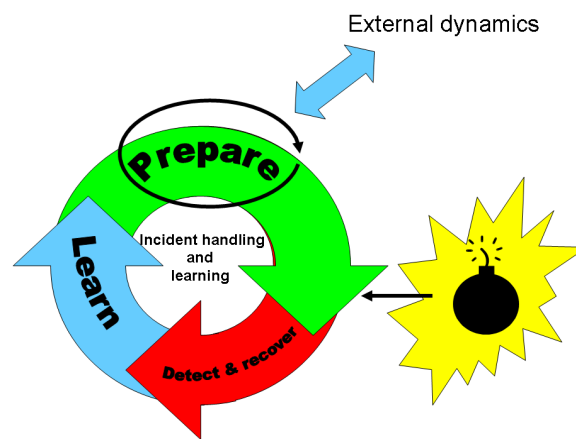 External dynamics
Prepare
Incident handling
and
learning
Learn
Detect & recover